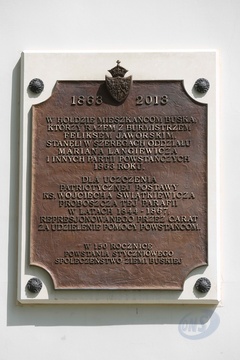 1863 2013
W HOŁDZIE MIESZKAŃCOM BUSKA,
KTÓRZY RAZEM Z BURMISTRZEM
FELIKSEM JAWORSKIM,
STANĘLI W SZEREGACH ODDZIAŁU
MARIANA LANGIEWICZA
I INNYCH PARTII POWSTAŃCZYCH
1863 ROKU.
DLA UCZCZENIA
PATRIOTYCZNEJ POSTAWY
KS. WOJCIECHA ŚWIĄTKIEWICZA
PROBOSZCZA TEJ PARAFII
W LATACH 1844-1867
REPRESJONOWANEGO PRZEZ CARAT
ZA UDZIELENIE POMOCY POWSTAŃCOM.
W 150 ROCZNICĘ
POWSTANIA STYCZNIOWEGO
SPOŁECZEŃSTWO ZIEMI BUSKIEJ